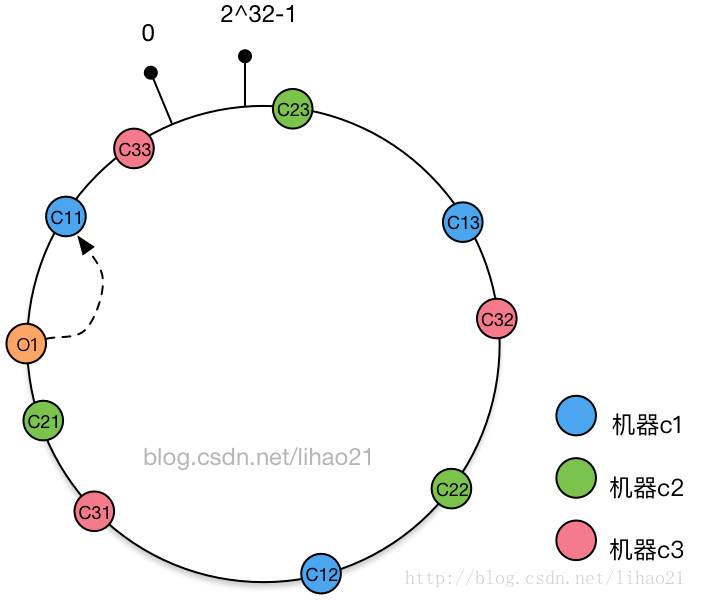 0
2^32-1
C23
C33
C11
C13
C32
O1
C21
机器c1
blog.csdn.net/lihao21
C22
机器c2
C31
机器c3
C12
http://blog.csdn.net/lihao21